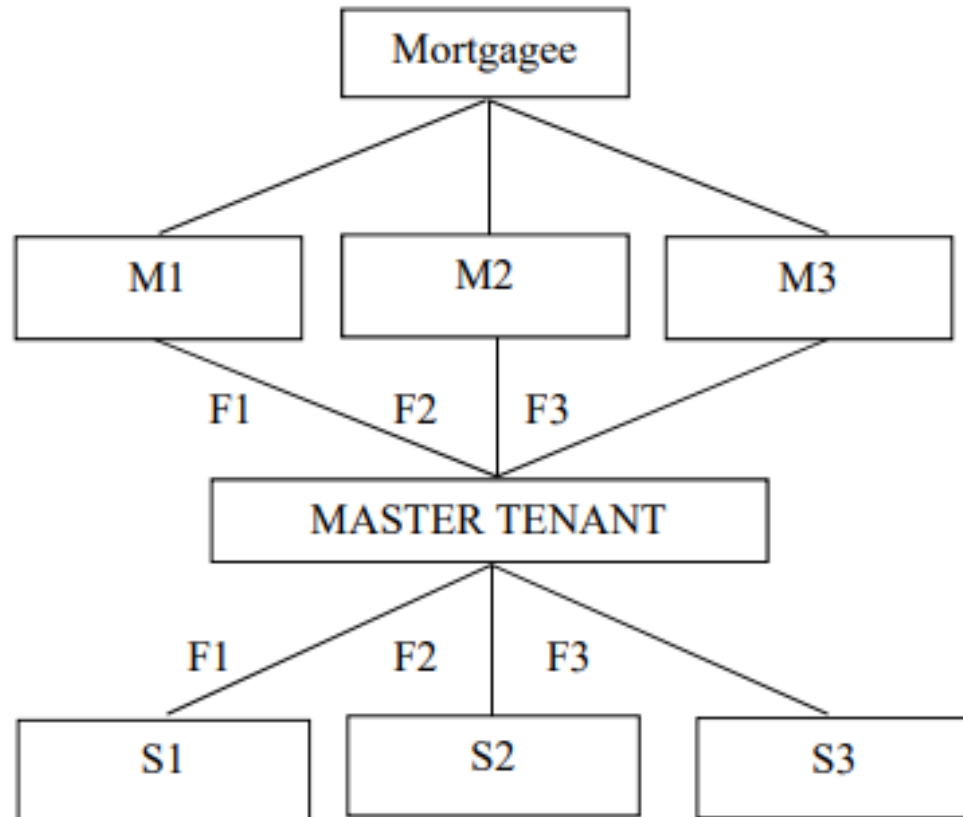 Mortgagee
M1
M2
M3
F1
F2
F3
MASTER TENANT
F1
F2
F3
S1
S2
S3